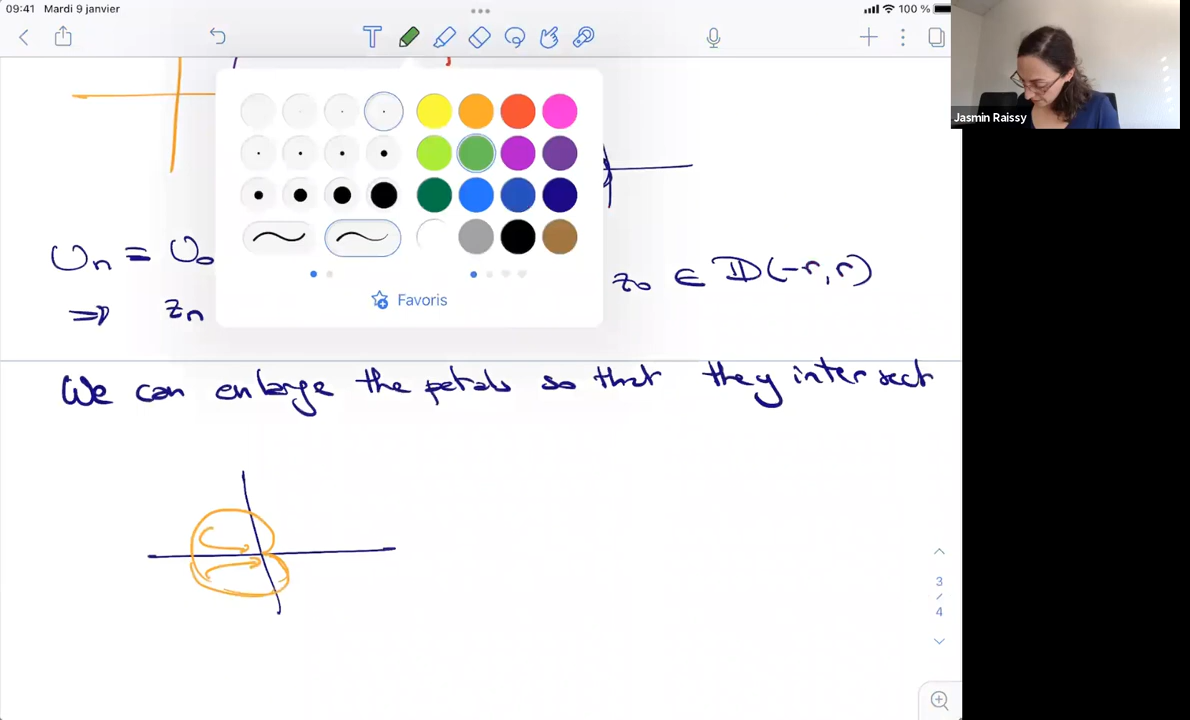 09:41 Mardi 9 janvier
100 %
Jasmin Raissy
Favoris
Un = U0
z0 ∈ D(-r, r)
⇒ zn
We can enlarge the petals so that they intersect
3
/
4